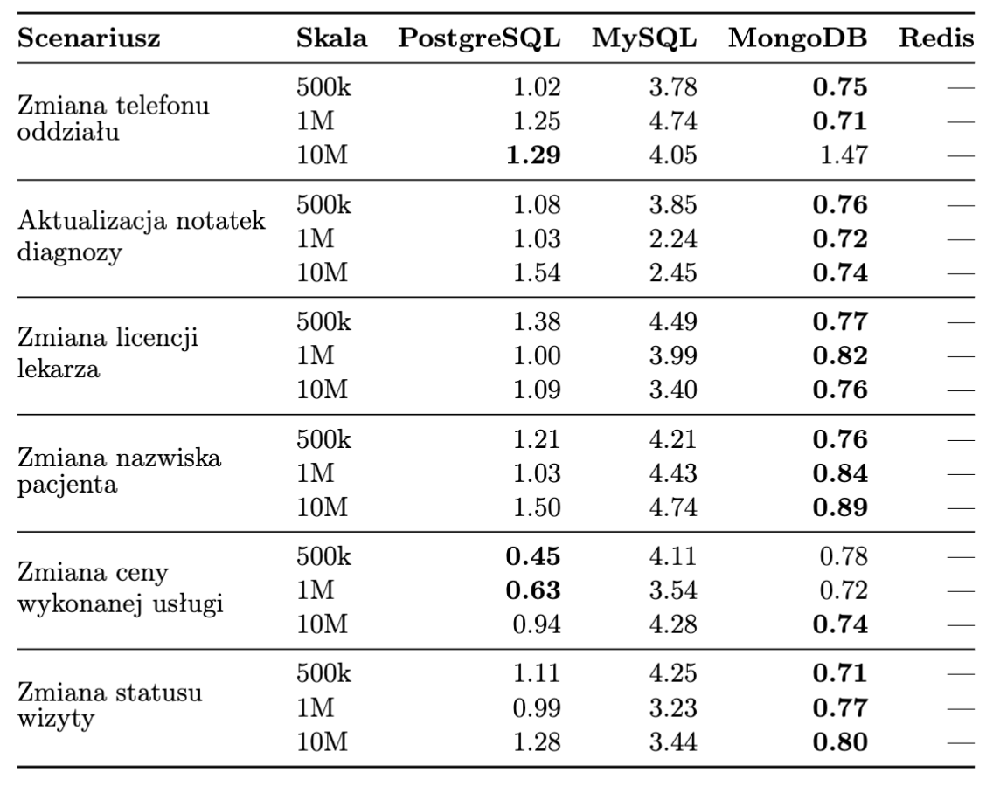 Scenariusz Skala PostgreSQL MySQL MongoDB Redis
Zmiana telefonu
oddziału
500k 1.02 3.78 0.75 —
1M 1.25 4.74 0.71 —
10M 1.29 4.05 1.47 —
Aktualizacja notatek
diagnozy
500k 1.08 3.85 0.76 —
1M 1.03 2.24 0.72 —
10M 1.54 2.45 0.74 —
Zmiana licencji
lekarza
500k 1.38 4.49 0.77 —
1M 1.00 3.99 0.82 —
10M 1.09 3.40 0.76 —
Zmiana nazwiska
pacjenta
500k 1.21 4.21 0.76 —
1M 1.03 4.43 0.84 —
10M 1.50 4.74 0.89 —
Zmiana ceny
wykonanej usługi
500k 0.45 4.11 0.78 —
1M 0.63 3.54 0.72 —
10M 0.94 4.28 0.74 —
Zmiana statusu
wizyty
500k 1.11 4.25 0.71 —
1M 0.99 3.23 0.77 —
10M 1.28 3.44 0.80 —